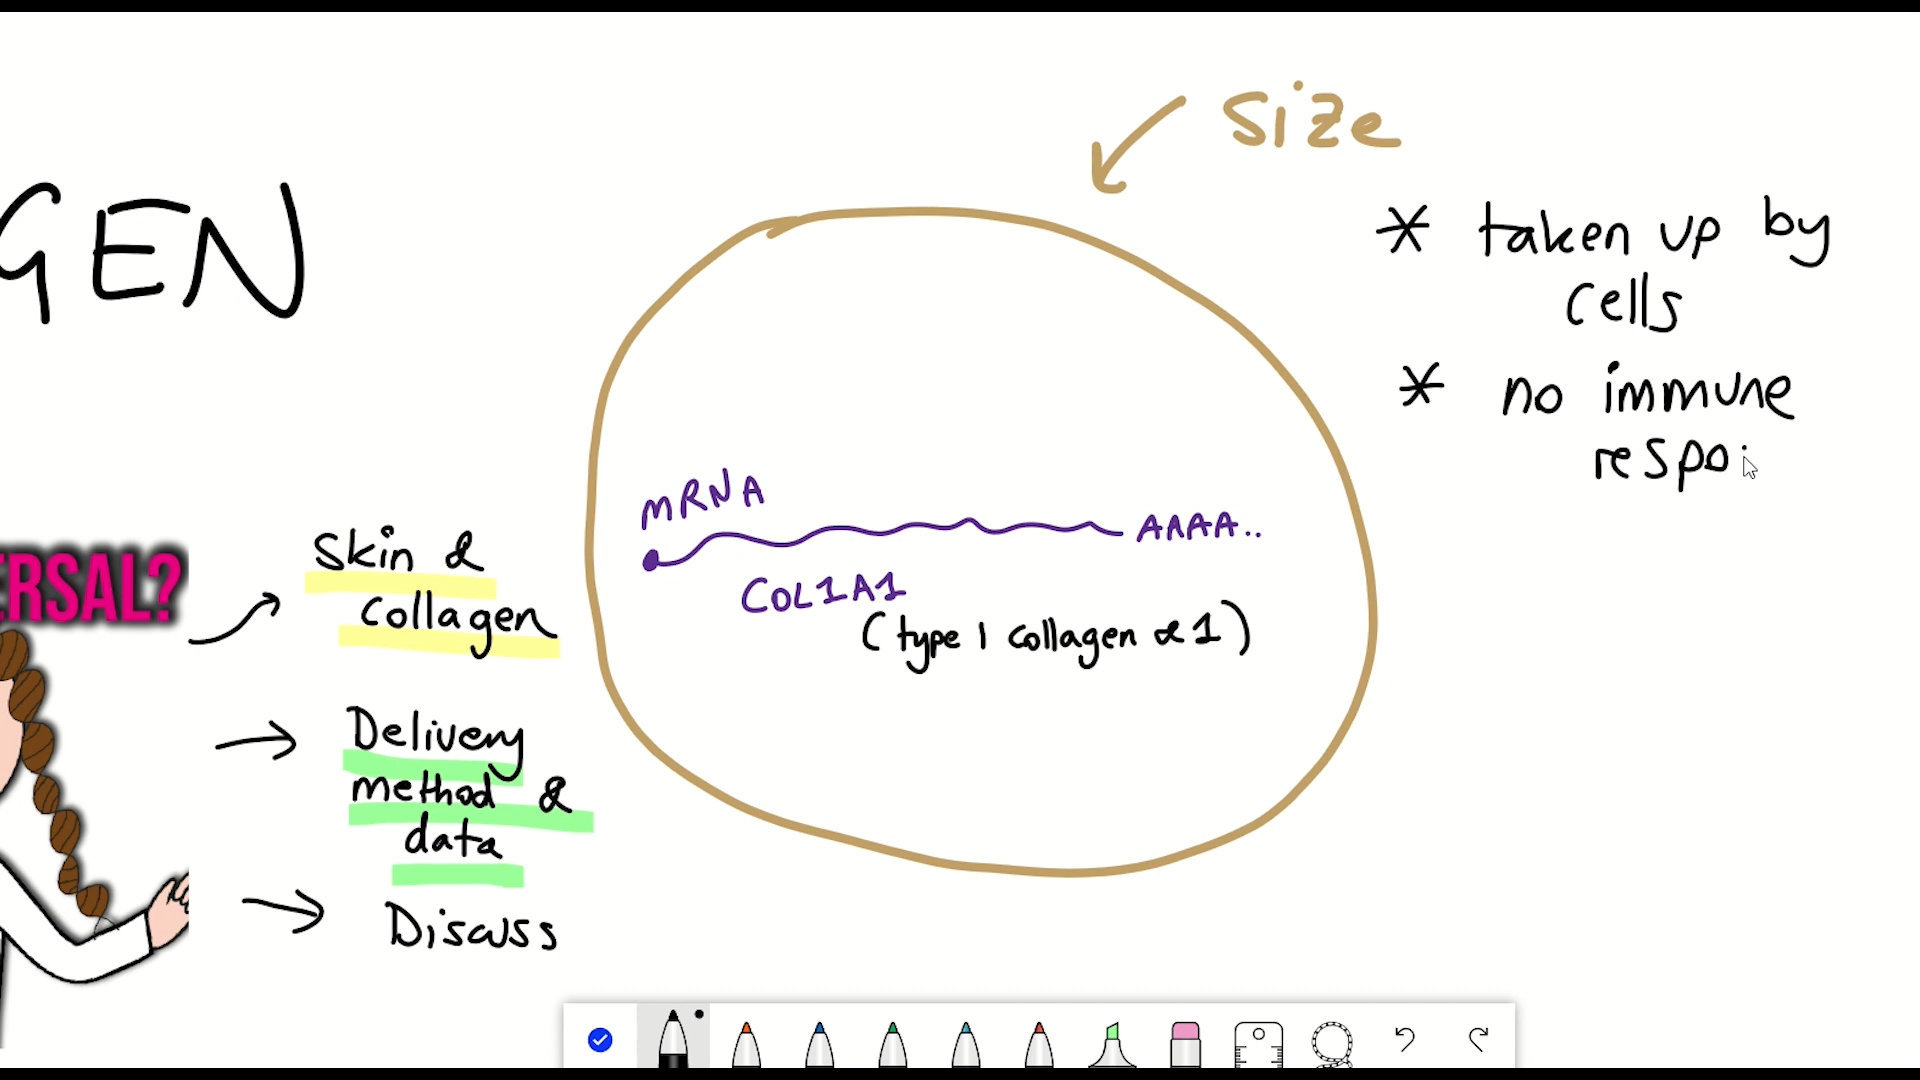 Size
GEN
* taken up by
cells
* no immune
respo
mRNA
AAAA..
COL1A1
(type 1 collagen α1)
ERSAL?
Skin &
Collagen
Delivery
method &
data
Discuss